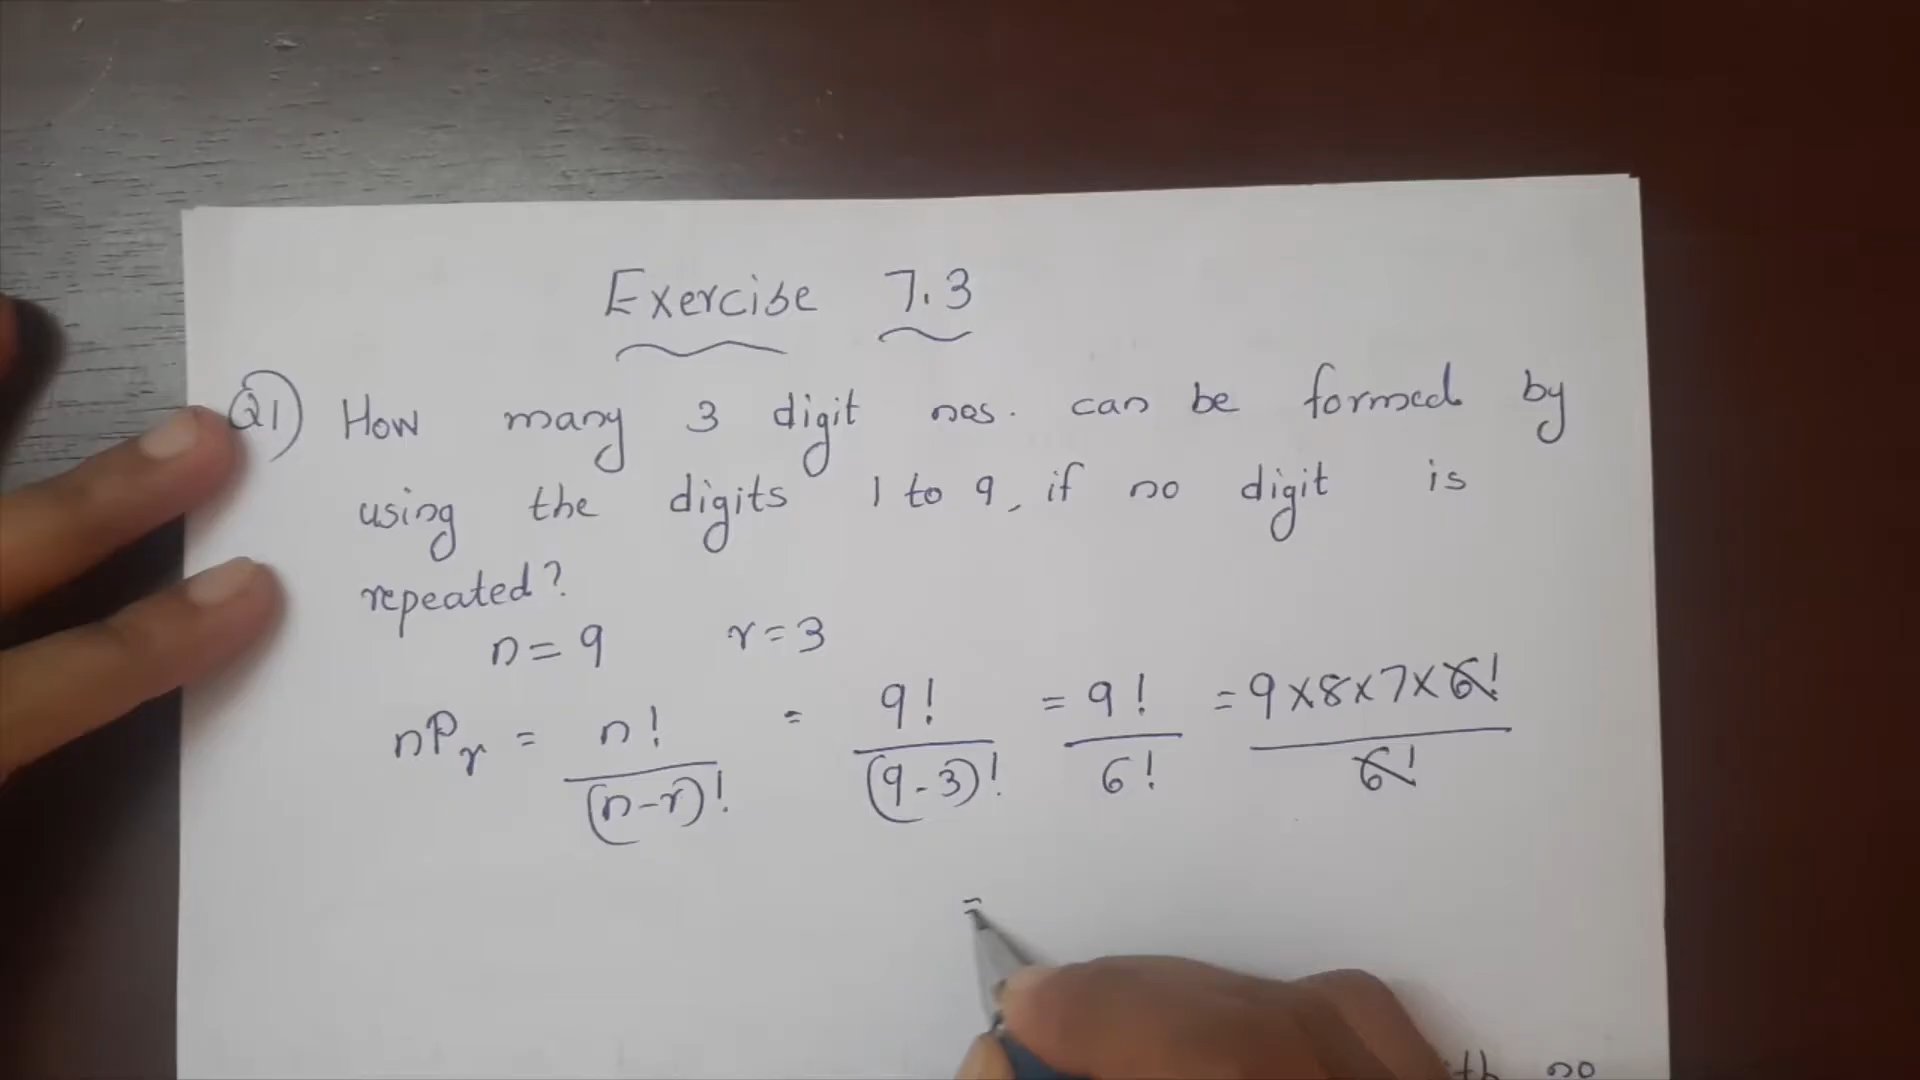 Exercise 7.3
Q1) How many 3 digit nos. can be formed by
using the digits 1 to 9, if no digit is
repeated?
n = 9 r = 3
nPr = n!/(n-r)! = 9!/(9-3)! = 9!/6! = 9×8×7×6!/6!
=
no